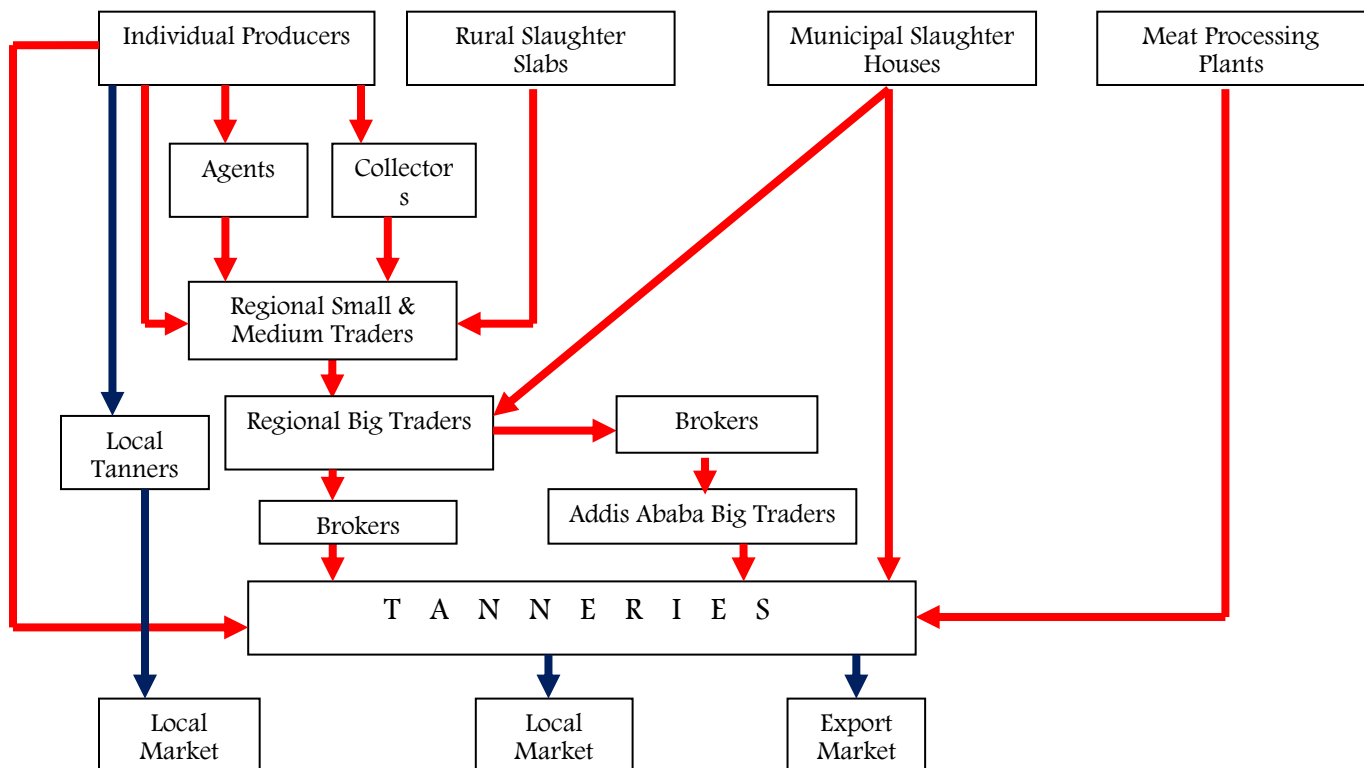 Individual Producers
Rural Slaughter
Slabs
Municipal Slaughter
Houses
Meat Processing
Plants
Agents
Collector
s
Regional Small &
Medium Traders
Regional Big Traders
Brokers
Local
Tanners
Brokers
Addis Ababa Big Traders
T A N N E R I E S
Local
Market
Local
Market
Export
Market